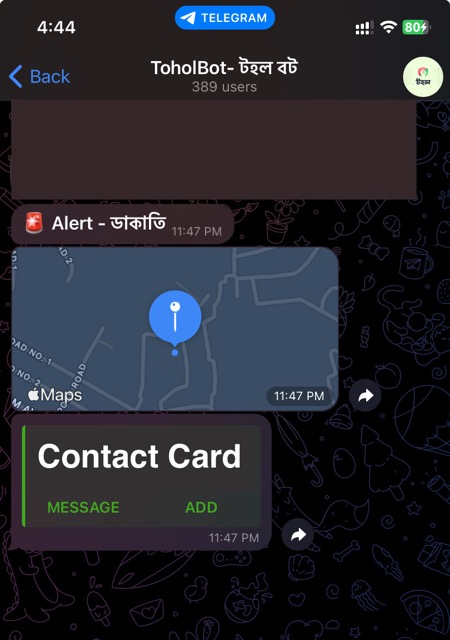 4:44
TELEGRAM
80
Back
ToholBot- টহল বট
389 users
টহল
🚨 Alert - ডাকাতি 11:47 PM
ROAD NO. 1
ROAD NO. 2
ROAD
Maps
11:47 PM
Contact Card
MESSAGE ADD
11:47 PM